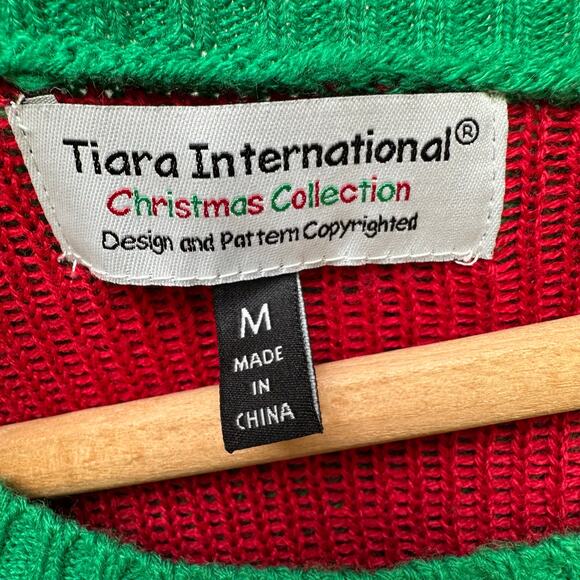 Tiara International®
Christmas Collection
Design and Pattern Copyrighted
M
MADE
IN
CHINA